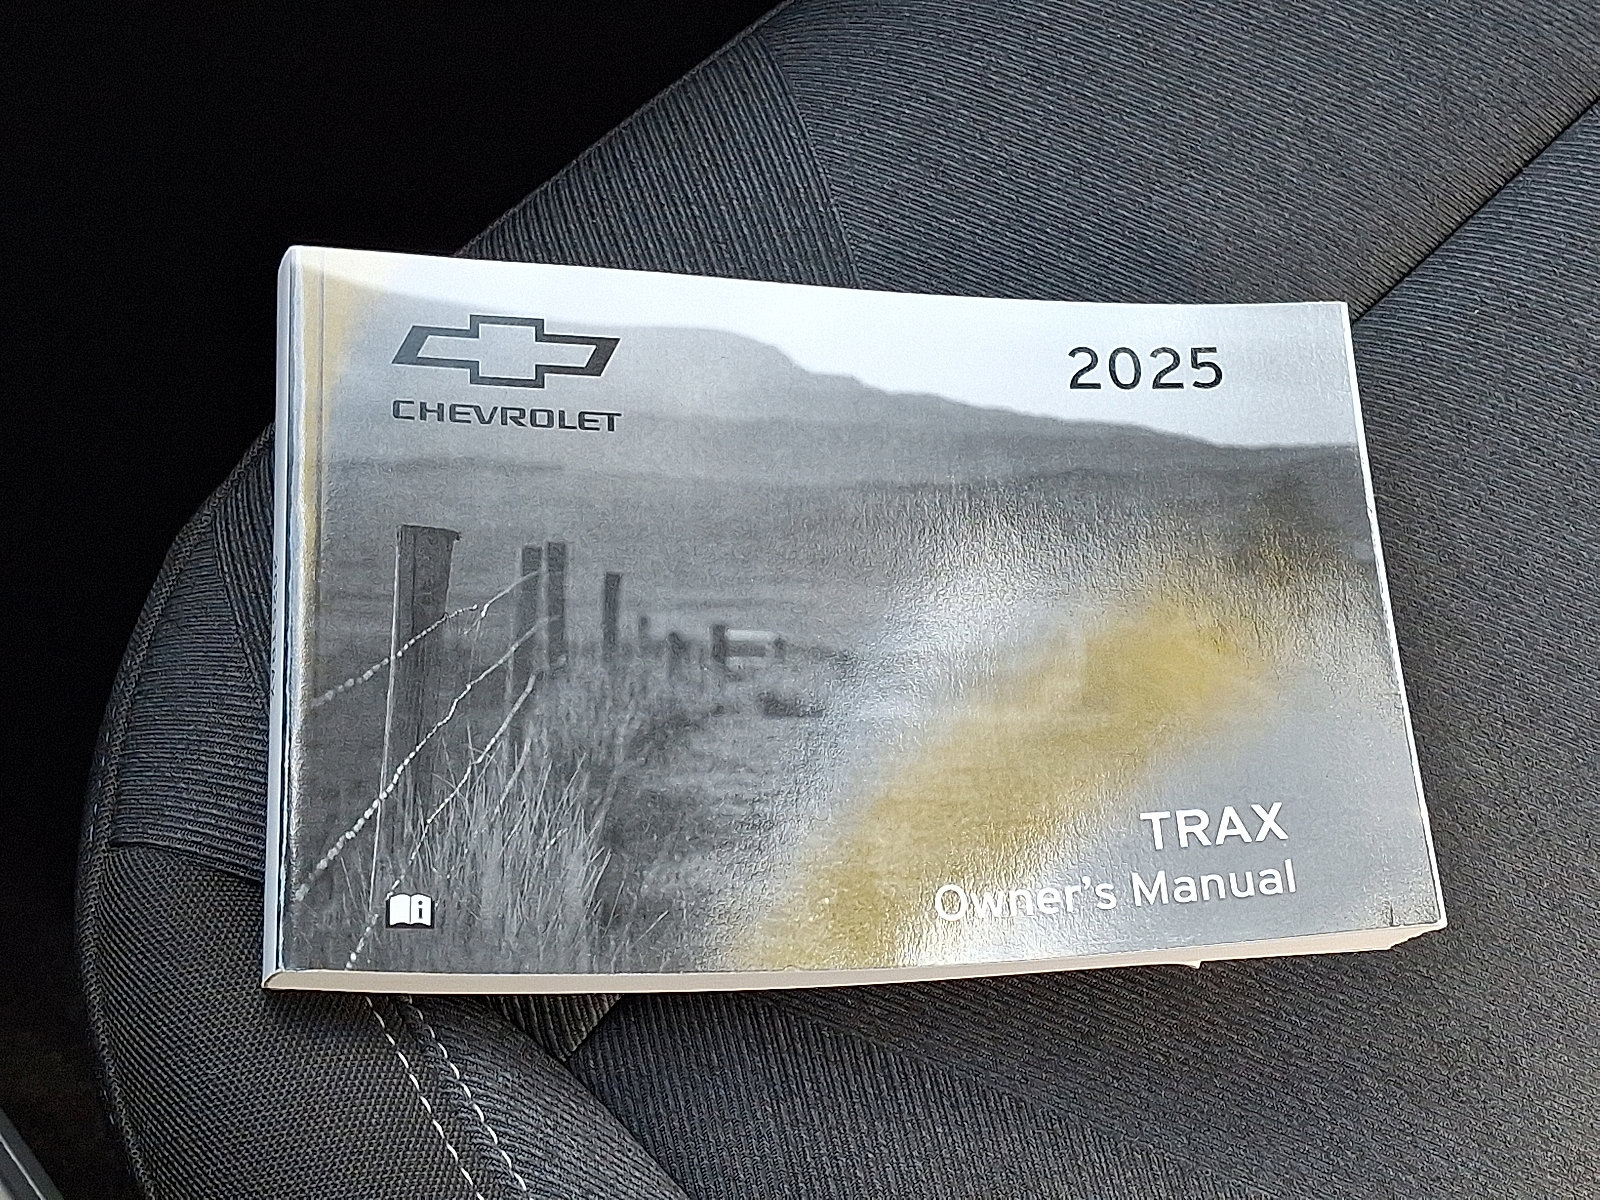 CHEVROLET
2025
TRAX
Owner's Manual